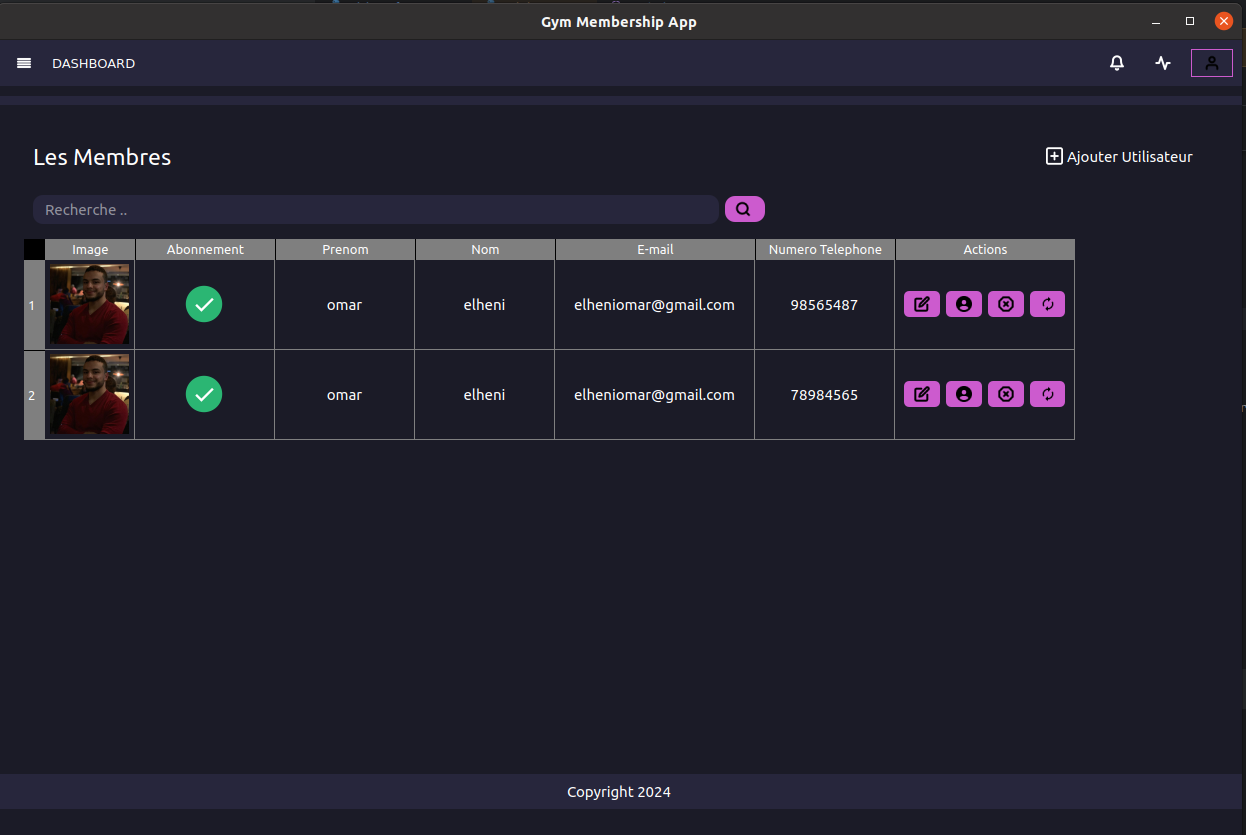 Gym Membership App
DASHBOARD
Les Membres
Ajouter Utilisateur
Recherche ..
Image Abonnement Prenom Nom E-mail Numero Telephone Actions
1 omar elheni elheniomar@gmail.com 98565487
2 omar elheni elheniomar@gmail.com 78984565
Copyright 2024